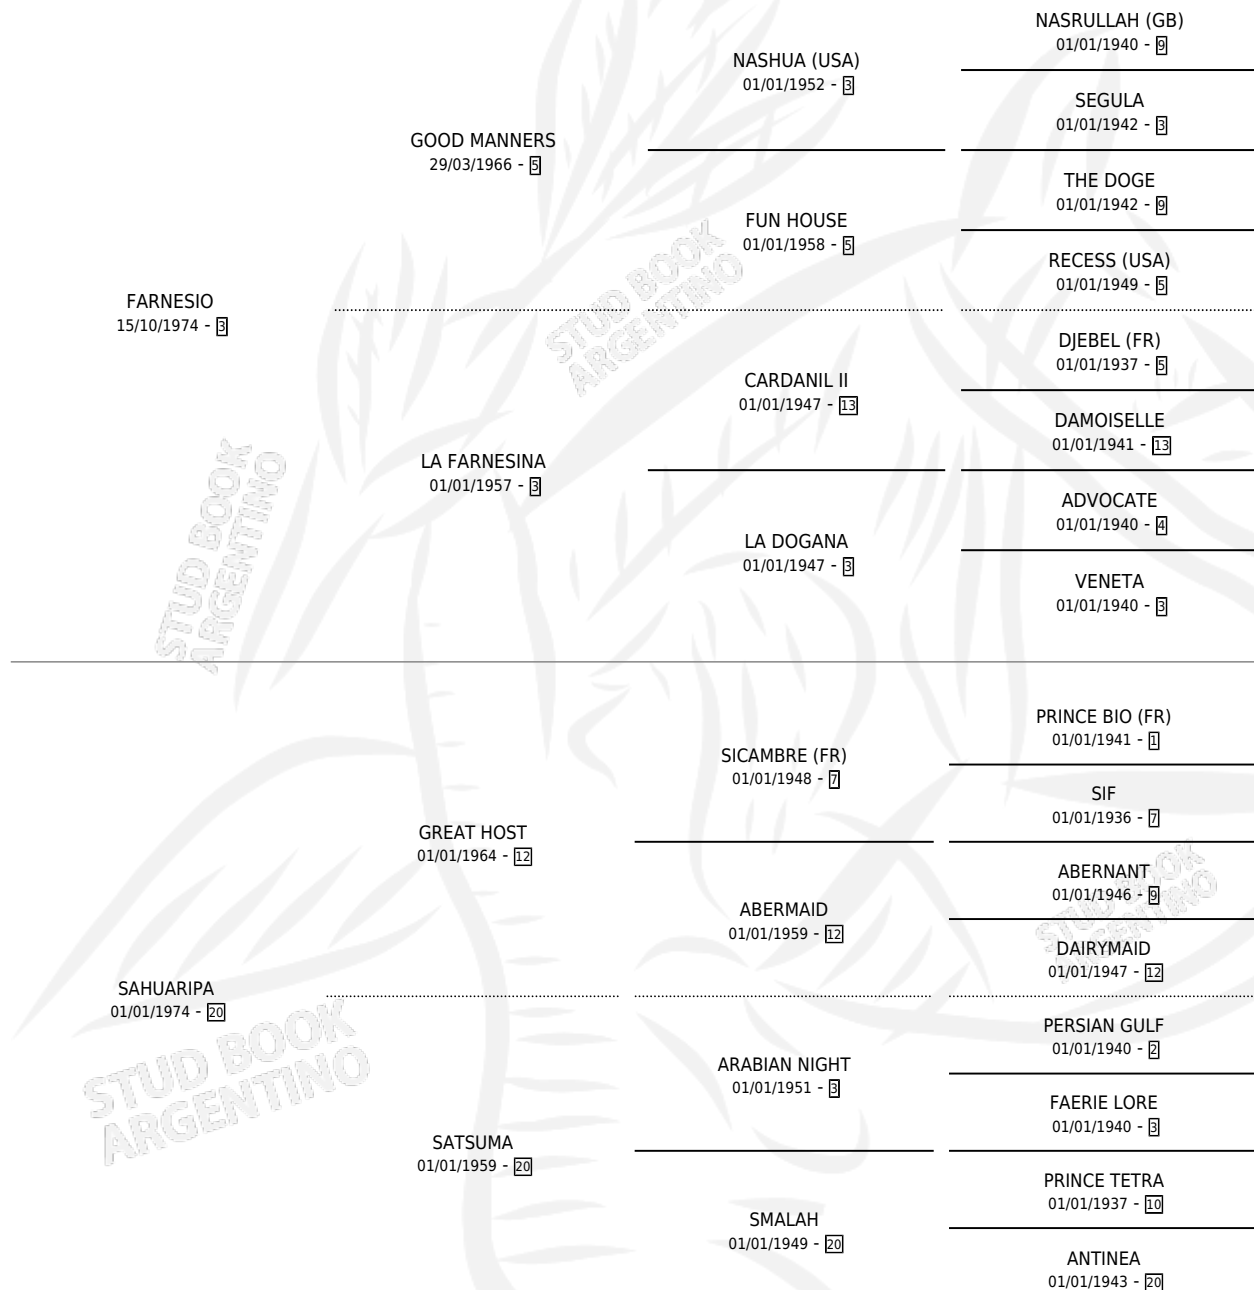 NASRULLAH (GB)
01/01/1940 - 9
NASHUA (USA)
01/01/1952 - 3
SEGULA
01/01/1942 - 3
GOOD MANNERS
29/03/1966 - 5
THE DOGE
01/01/1942 - 9
FUN HOUSE
01/01/1958 - 5
RECESS (USA)
01/01/1949 - 5
FARNESIO
15/10/1974 - 3
DJEBEL (FR)
01/01/1937 - 5
CARDANIL II
01/01/1947 - 13
DAMOISELLE
01/01/1941 - 13
LA FARNESINA
01/01/1957 - 3
ADVOCATE
01/01/1940 - 4
LA DOGANA
01/01/1947 - 3
VENETA
01/01/1940 - 3
PRINCE BIO (FR)
01/01/1941 - 1
SICAMBRE (FR)
01/01/1948 - 7
SIF
01/01/1936 - 7
GREAT HOST
01/01/1964 - 12
ABERNANT
01/01/1946 - 9
ABERMAID
01/01/1959 - 12
DAIRYMAID
01/01/1947 - 12
SAHUARIPA
01/01/1974 - 20
PERSIAN GULF
01/01/1940 - 2
ARABIAN NIGHT
01/01/1951 - 3
FAERIE LORE
01/01/1940 - 3
SATSUMA
01/01/1959 - 20
PRINCE TETRA
01/01/1937 - 10
SMALAH
01/01/1949 - 20
ANTINEA
01/01/1943 - 20
STUD BOOK
ARGENTINO
STUD BOOK
ARGENTINO
STUD BOOK
ARGENTINO
STUD BOOK
ARGENTINO